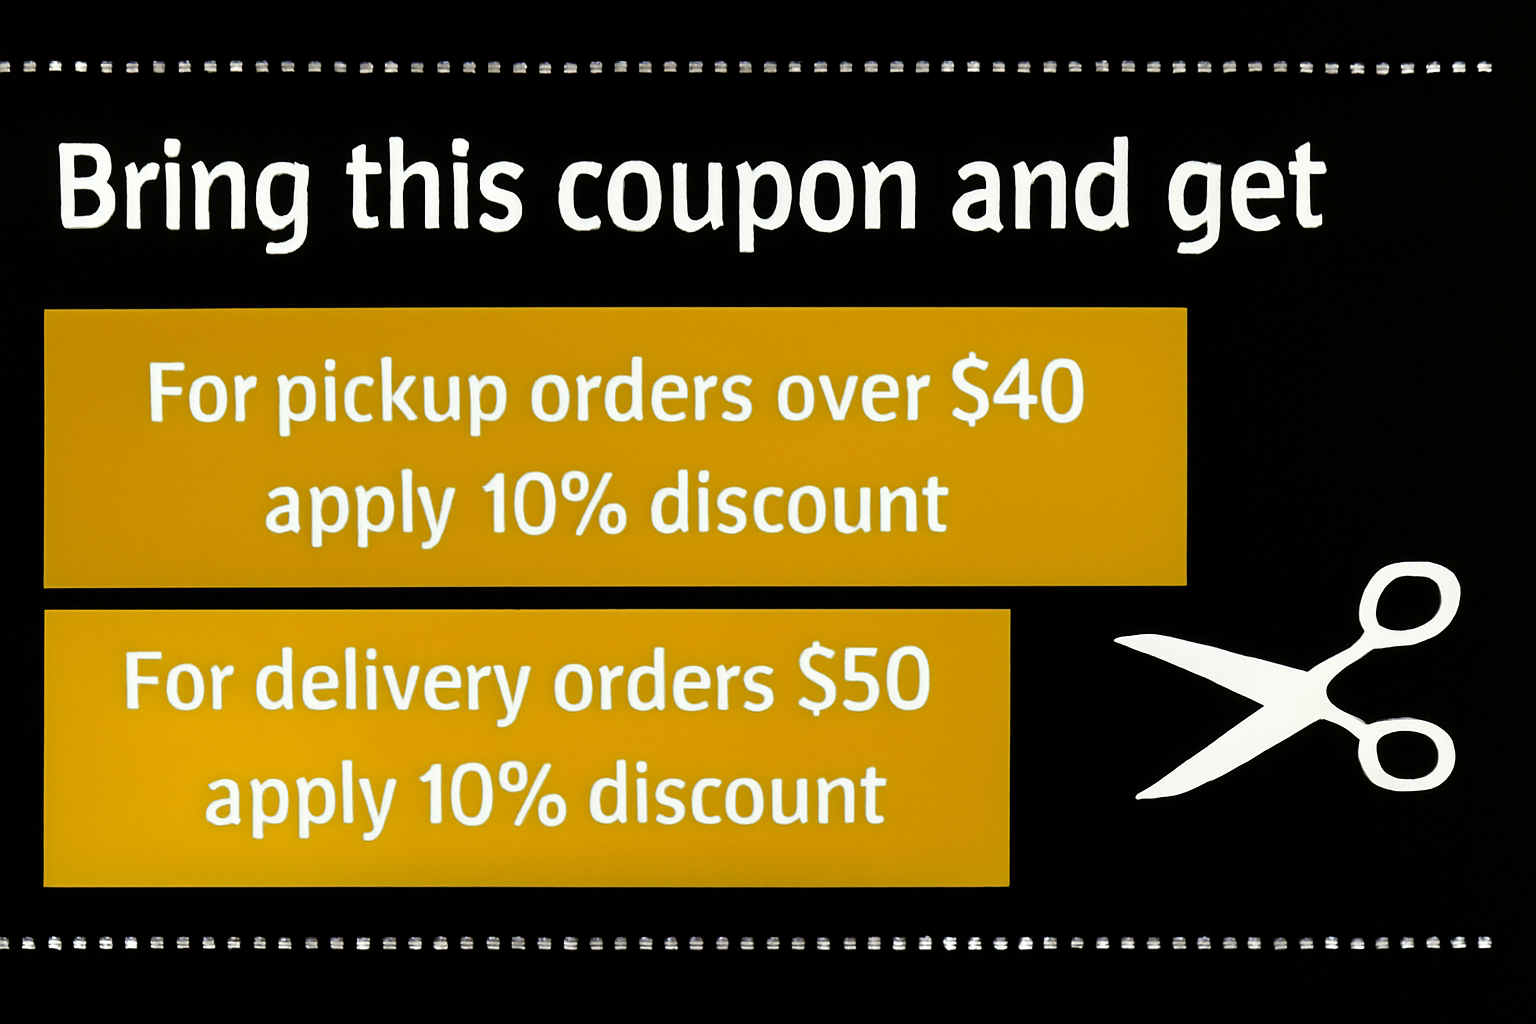 Bring this coupon and get
For pickup orders over $40
apply 10% discount
For delivery orders $50
apply 10% discount